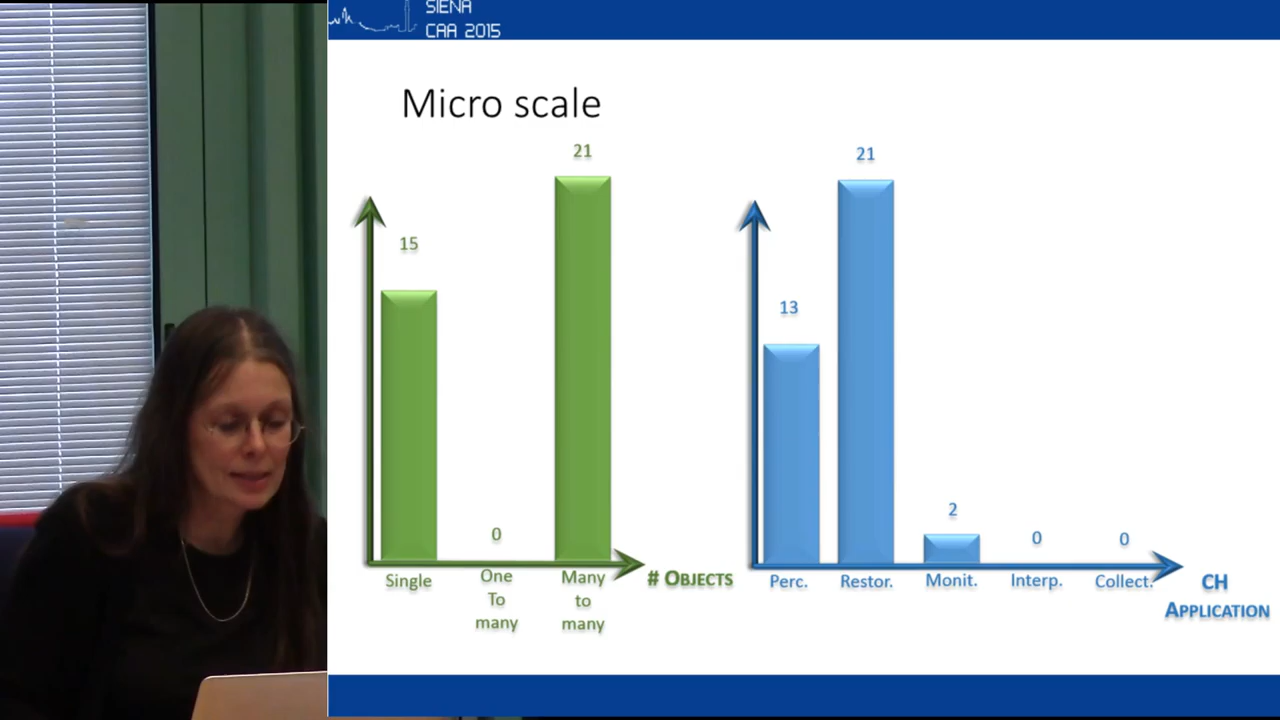 SIENA
CAA 2015
Micro scale
21
15
0
Single
One
To
many
Many
to
many
# OBJECTS
21
13
2
0
0
Perc.
Restor.
Monit.
Interp.
Collect.
CH
APPLICATION